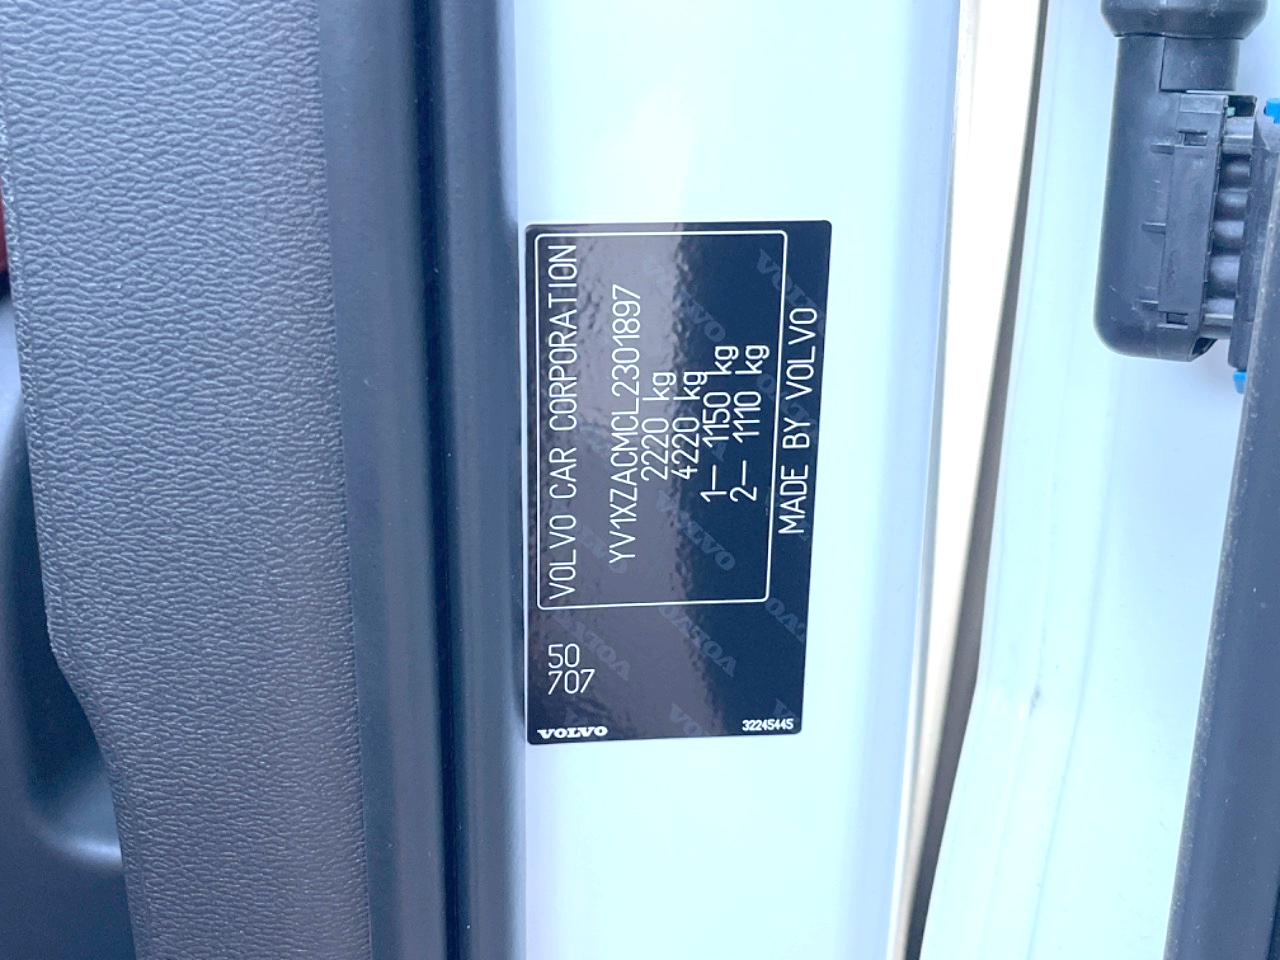 VOLVO CAR CORPORATION
YV1XZACMCL2301897
2220 kg
4220 kg
1— 1150 kg
2— 1110 kg
MADE BY VOLVO
50
707
VOLVO
32245445